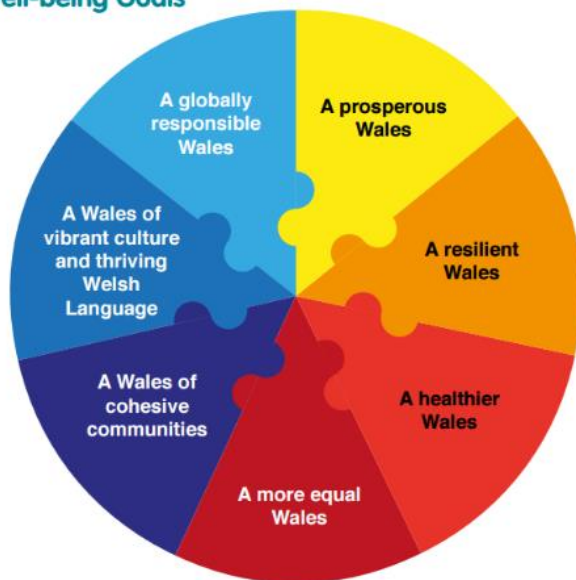 Goals
A prosperous
Wales
A resilient
Wales
A healthier
Wales
A more equal
Wales
A Wales of
cohesive
communities
A Wales of
vibrant culture
and thriving
Welsh
Language
A globally
responsible
Wales